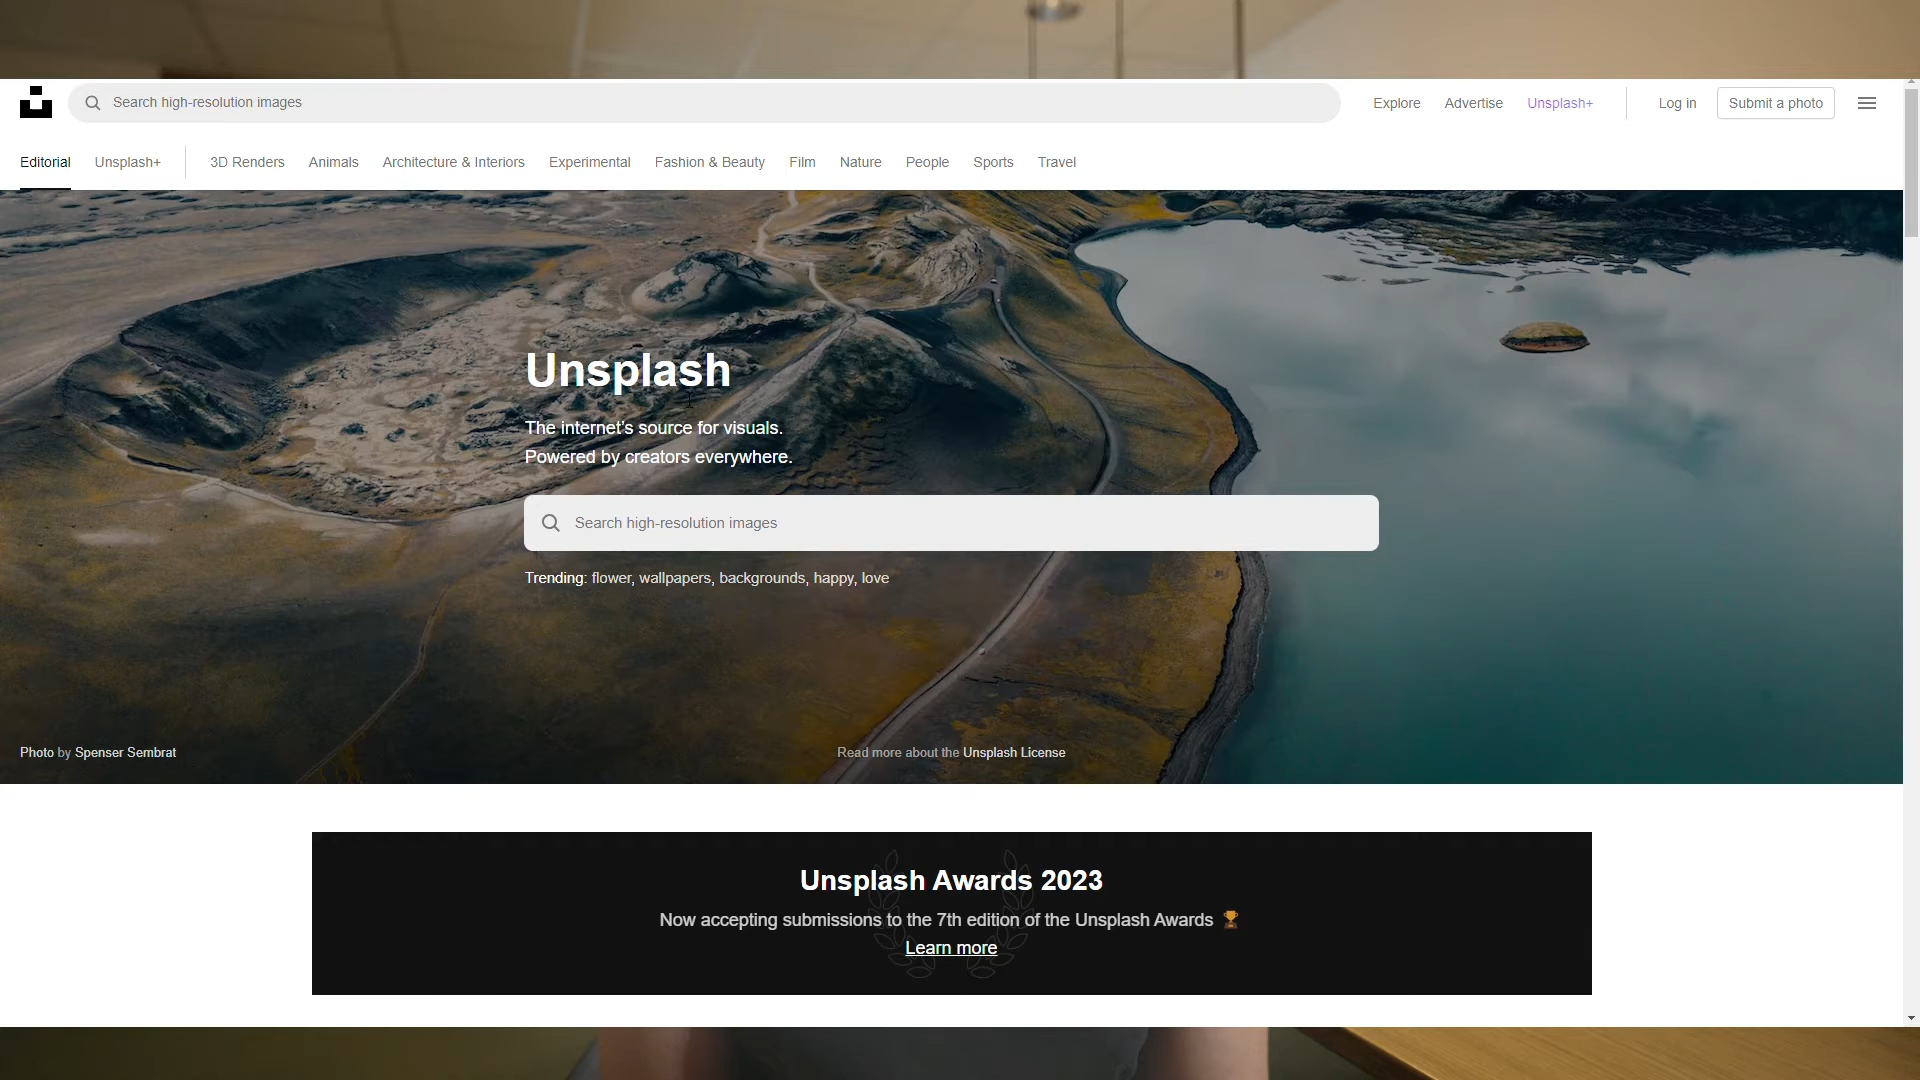 Search high-resolution images
Explore
Advertise
Unsplash+
Log in
Submit a photo
Editorial
Unsplash+
3D Renders
Animals
Architecture & Interiors
Experimental
Fashion & Beauty
Film
Nature
People
Sports
Travel
Unsplash
The internet's source for visuals.
Powered by creators everywhere.
Search high-resolution images
Trending: flower, wallpapers, backgrounds, happy, love
Photo by Spenser Sembrat
Read more about the Unsplash License
Unsplash Awards 2023
Now accepting submissions to the 7th edition of the Unsplash Awards 🏆
Learn more